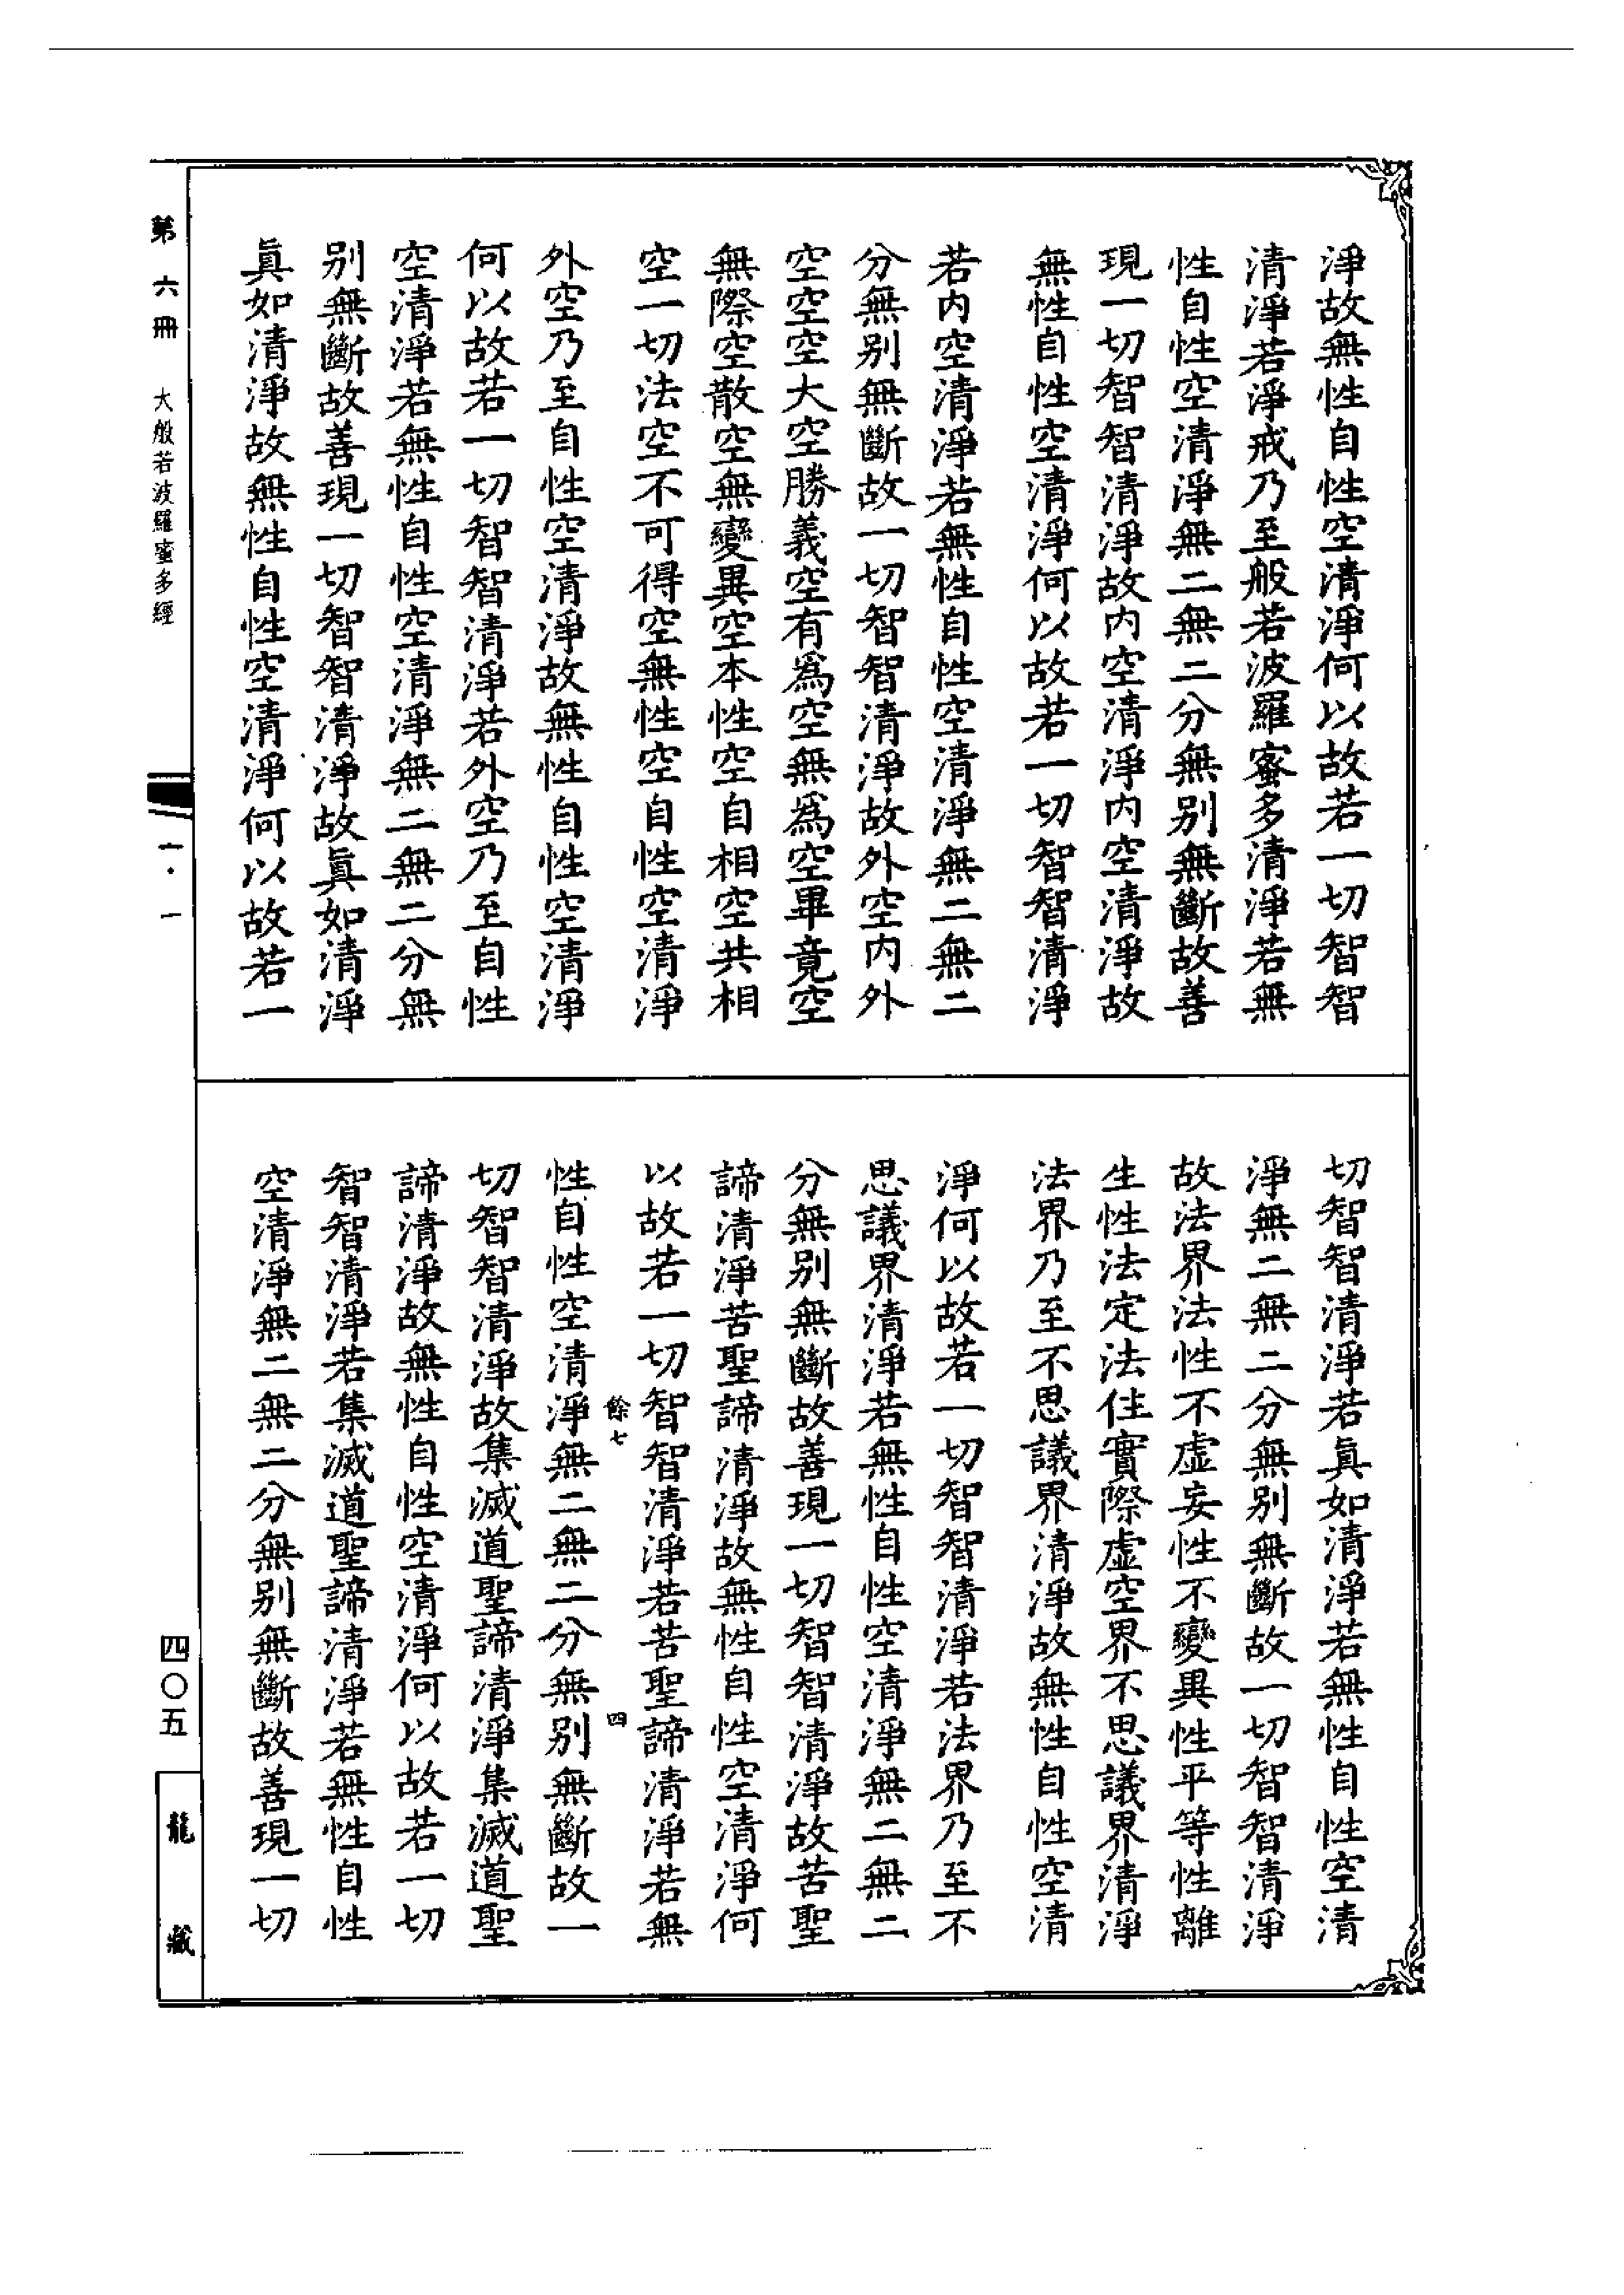 淨故無性自性空清淨何以故若一切智智
清淨若淨戒乃至般若波羅蜜多清淨若無
性自性空清淨無二無二分無别無斷故善
現一切智智清淨故内空清淨内空清淨故
無性自性空清淨何以故若一切智智清淨
若内空清淨若無性自性空清淨無二無二
分無别無斷故一切智智清淨故外空内外
空空空大空勝義空有爲空無爲空畢竟空
無際空散空無變異空本性空自相空共相
空一切法空不可得空無性空自性空清淨
外空乃至自性空清淨故無性自性空清淨
何以故若一切智智清淨若外空乃至自性
空清淨若無性自性空清淨無二無二分無
别無斷故善現一切智智清淨故眞如清淨
眞如清淨故無性自性空清淨何以故若一
切智智清淨若眞如清淨若無性自性空清
淨無二無二分無别無斷故一切智智清淨
故法界法性不虚妄性不變異性平等性離
生性法定法住實際虚空界不思議界清淨
法界乃至不思議界清淨故無性自性空清
淨何以故若一切智智清淨若法界乃至不
思議界清淨若無性自性空清淨無二無二
分無别無斷故善現一切智智清淨故苦聖
諦清淨苦聖諦清淨故無性自性空清淨何
以故若一切智智清淨若苦聖諦清淨若無
餘七 四
性自性空清淨無二無二分無别無斷故一
切智智清淨故集滅道聖諦清淨集滅道聖
諦清淨故無性自性空清淨何以故若一切
智智清淨若集滅道聖諦清淨若無性自性
空清淨無二無二分無别無斷故善現一切
第六冊 大般若波羅蜜多經
一·一
四〇五
龍藏